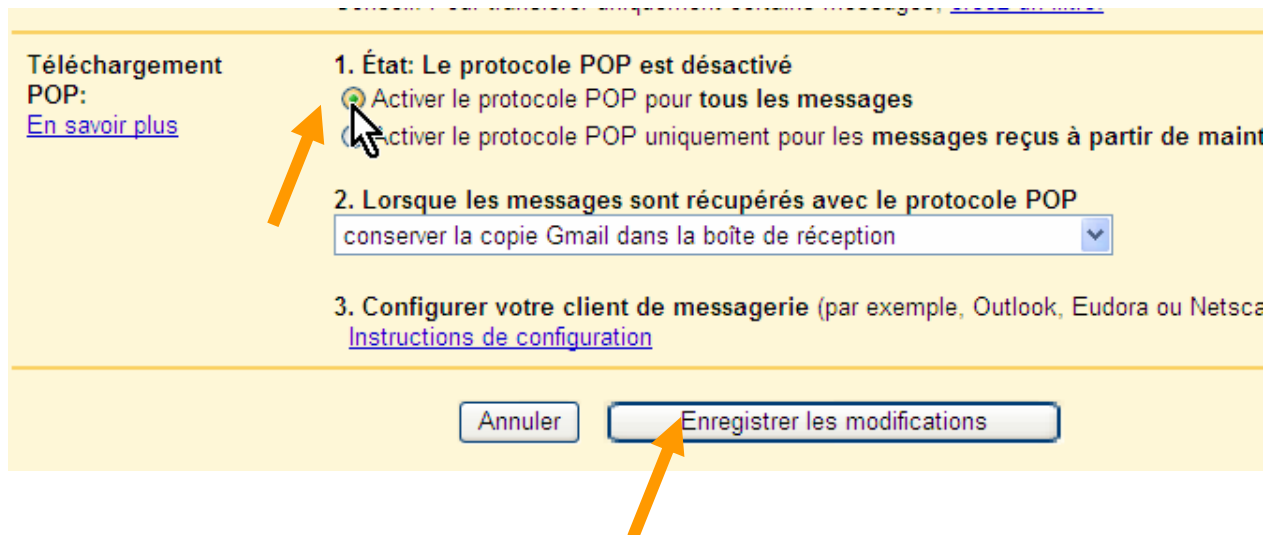 Téléchargement
POP:
En savoir plus
1. État: Le protocole POP est désactivé
Activer le protocole POP pour tous les messages
Activer le protocole POP uniquement pour les messages reçus à partir de maint
2. Lorsque les messages sont récupérés avec le protocole POP
conserver la copie Gmail dans la boîte de réception
3. Configurer votre client de messagerie (par exemple, Outlook, Eudora ou Netsca
Instructions de configuration
Annuler
Enregistrer les modifications